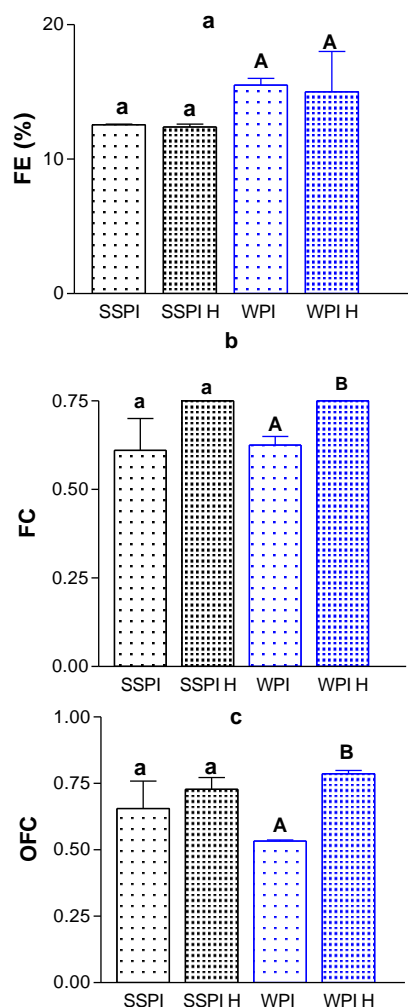 a
20
10
0
FE (%)
a
a
A
A
SSPI SSPI H WPI WPI H
b
0.75
0.50
0.25
0.00
FC
a
a
A
B
SSPI SSPI H WPI WPI H
c
1.00
0.75
0.50
0.25
0.00
OFC
a
a
A
B
SSPI SSPI H WPI WPI H